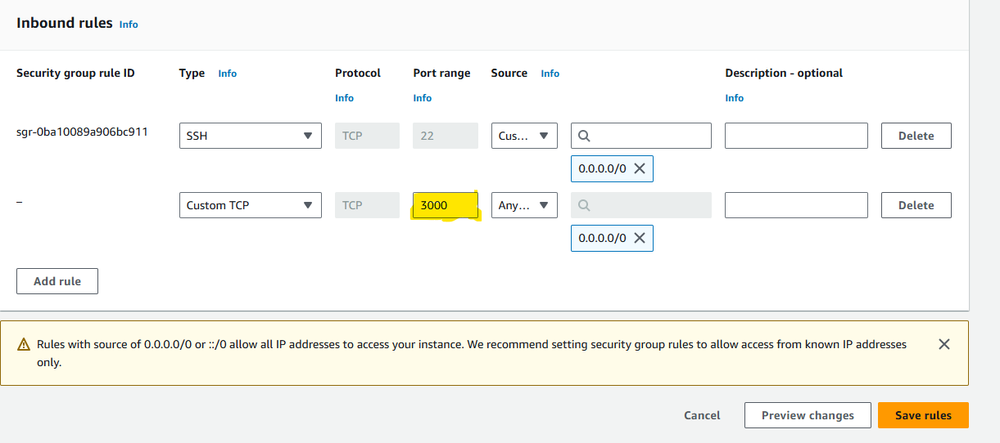 Inbound rules Info
Security group rule ID Type Info Protocol Info Port range Info Source Info Description - optional Info
sgr-0ba10089a906bc911 SSH TCP 22 Cus... Delete
0.0.0.0/0
– Custom TCP TCP 3000 Any... Delete
0.0.0.0/0
Add rule
Rules with source of 0.0.0.0/0 or ::/0 allow all IP addresses to access your instance. We recommend setting security group rules to allow access from known IP addresses
only.
Cancel Preview changes Save rules